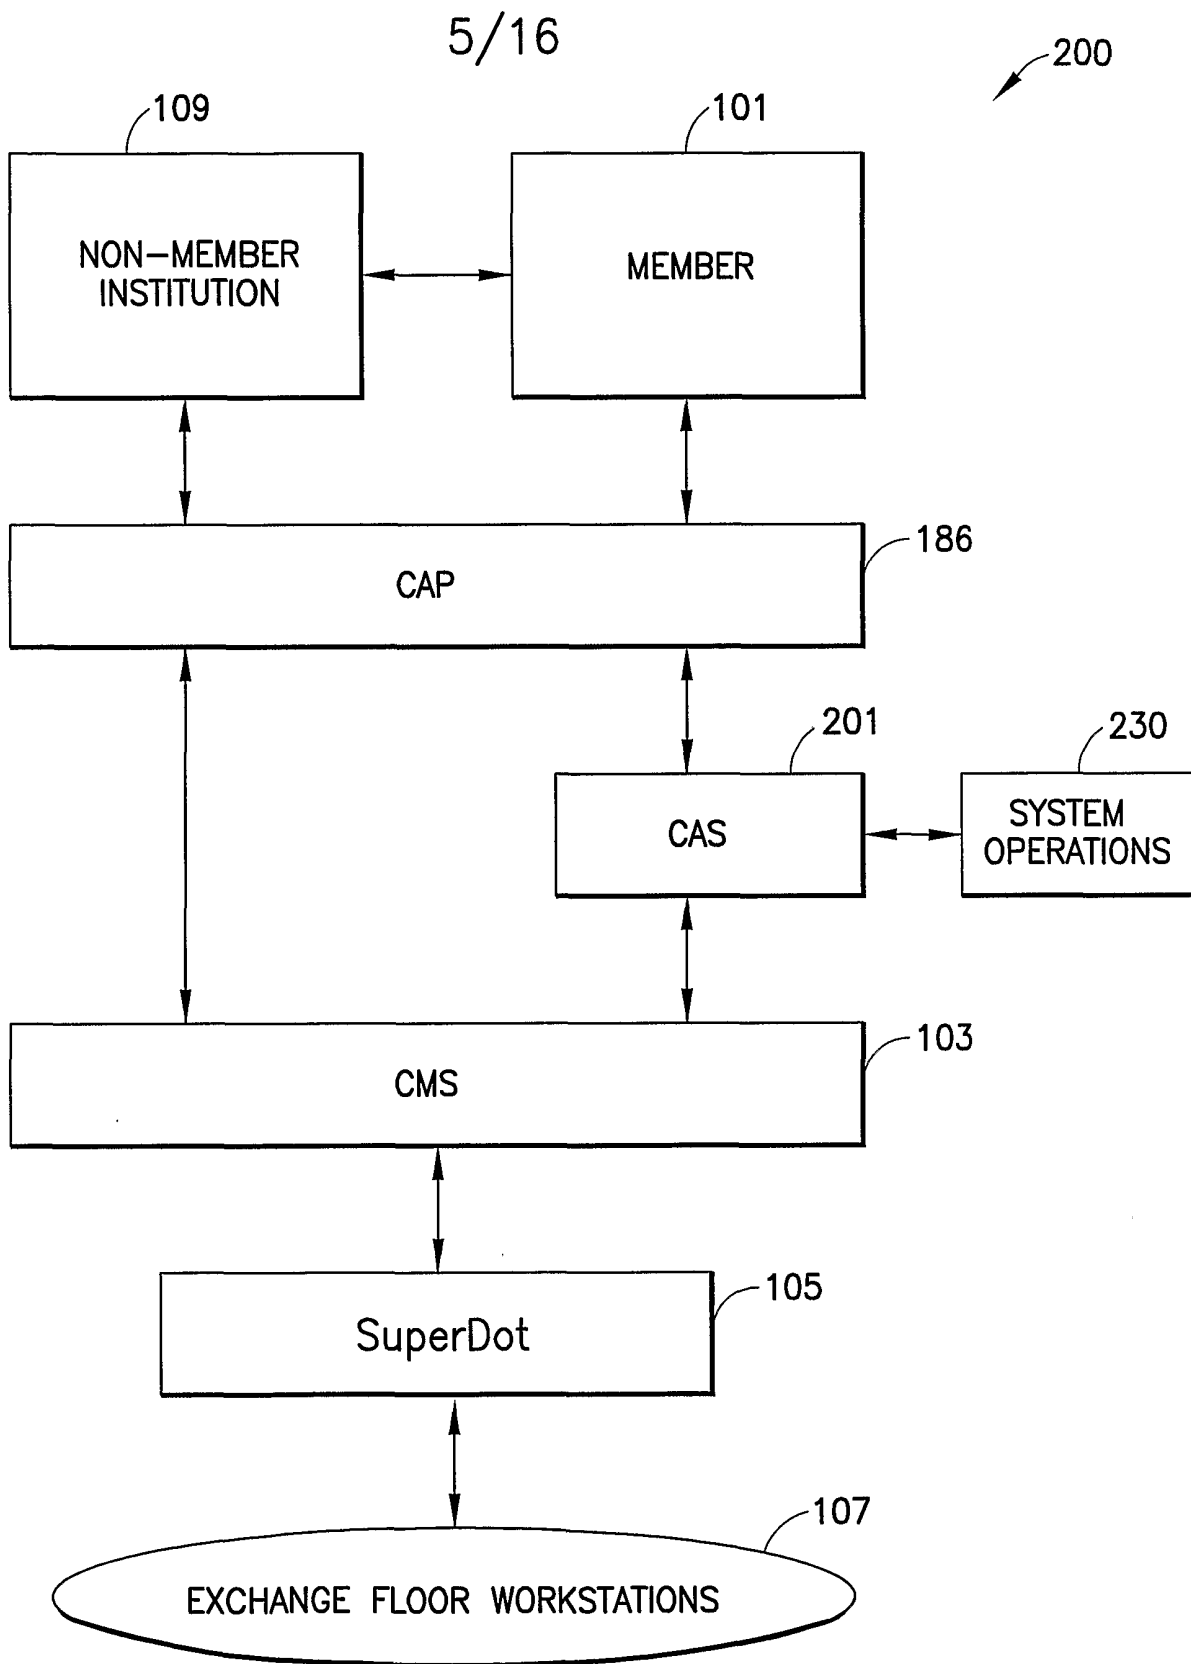 5/16
200
109
101
NON-MEMBER
INSTITUTION
MEMBER
186
CAP
201
230
CAS
SYSTEM
OPERATIONS
103
CMS
105
SuperDot
107
EXCHANGE FLOOR WORKSTATIONS